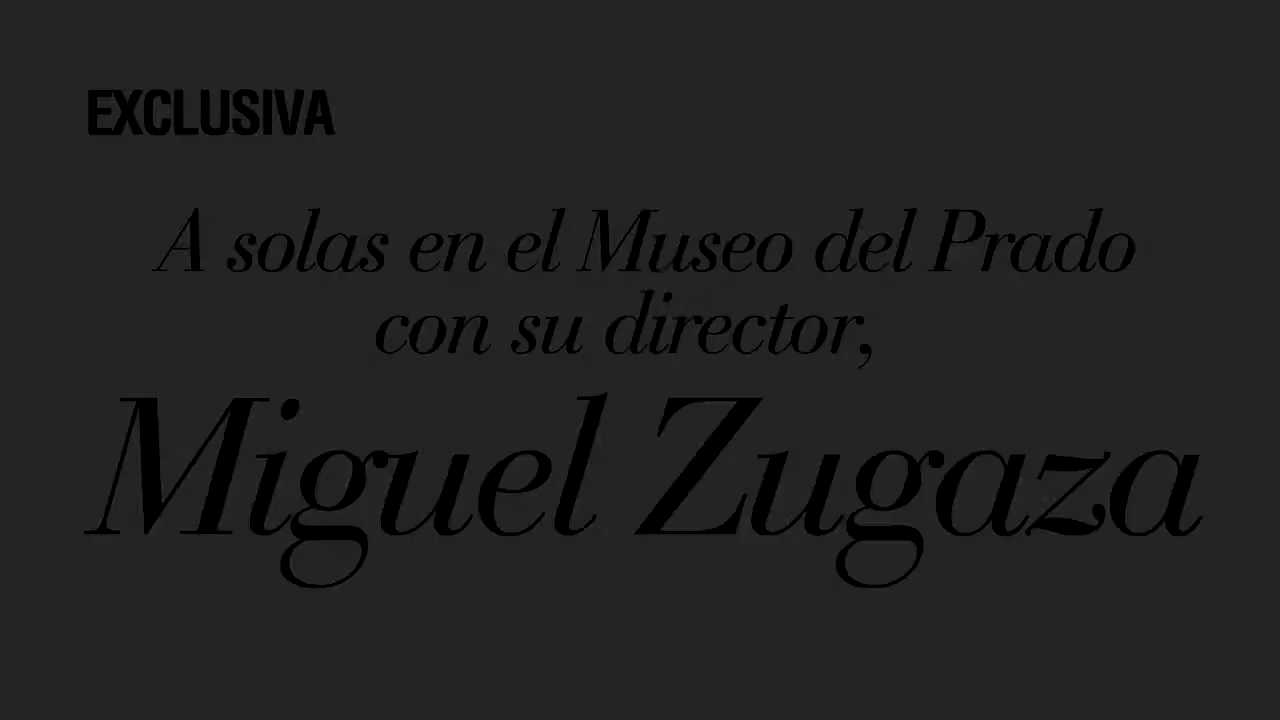 EXCLUSIVA
A solas en el Museo del Prado
con su director,
Miguel Zugaza